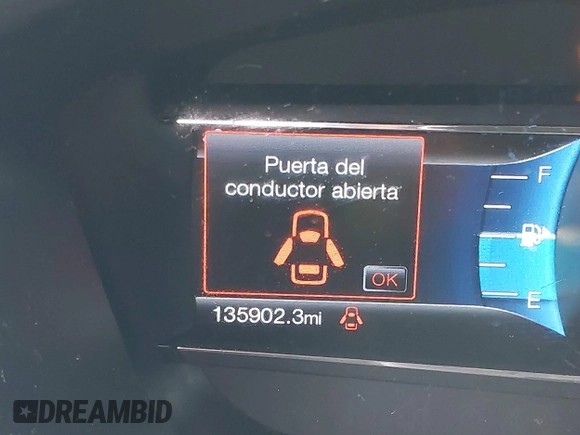 Puerta del
conductor abierta
OK
F
E
135902.3mi
DREAMBID